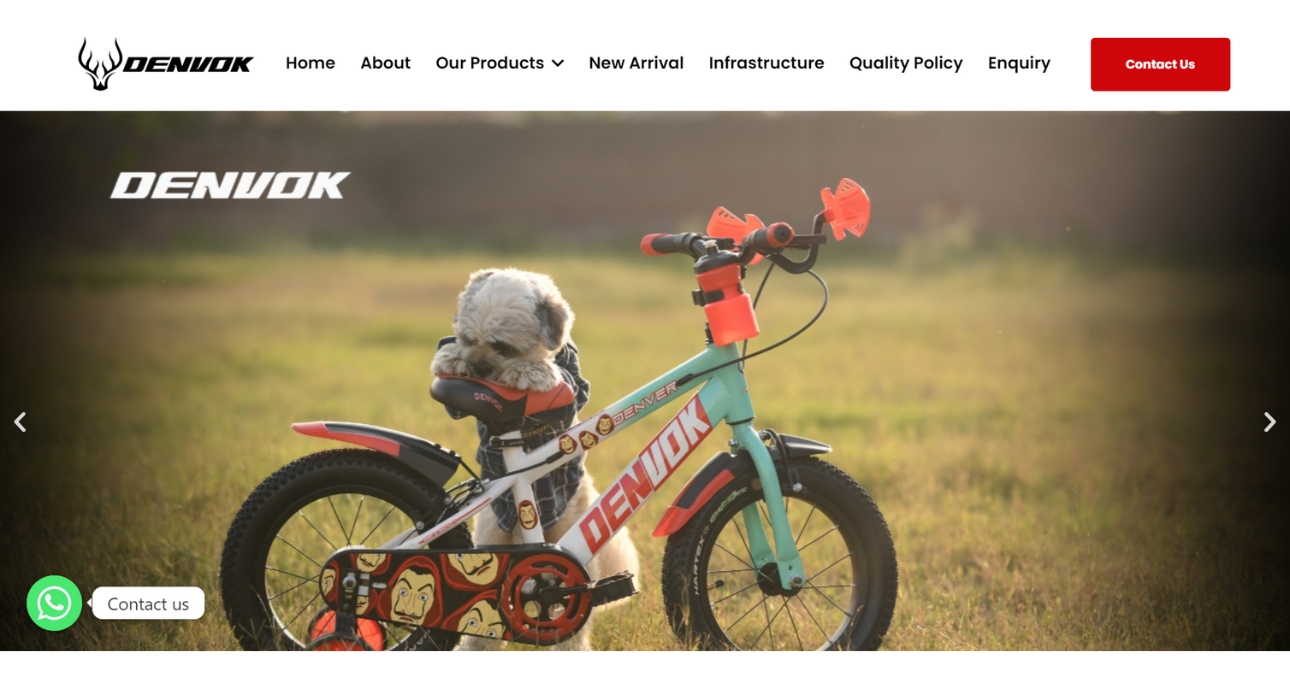 DENVOK
Home
About
Our Products
New Arrival
Infrastructure
Quality Policy
Enquiry
Contact Us
DENVOK
DENVOK
DENVER
DENVOK
Contact us